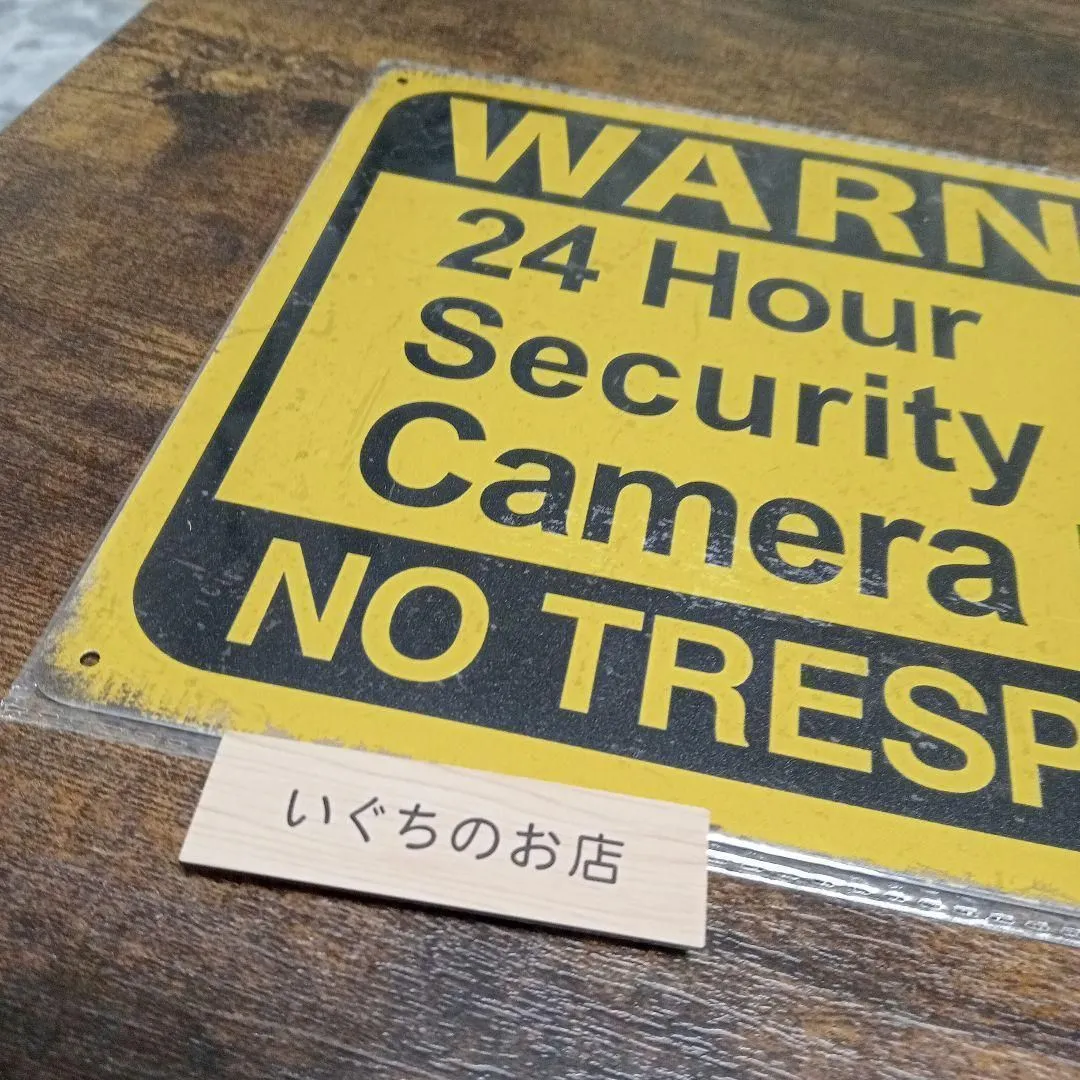 WARN
24 Hour
Security
Camera
NO TRESP
いぐちのお店